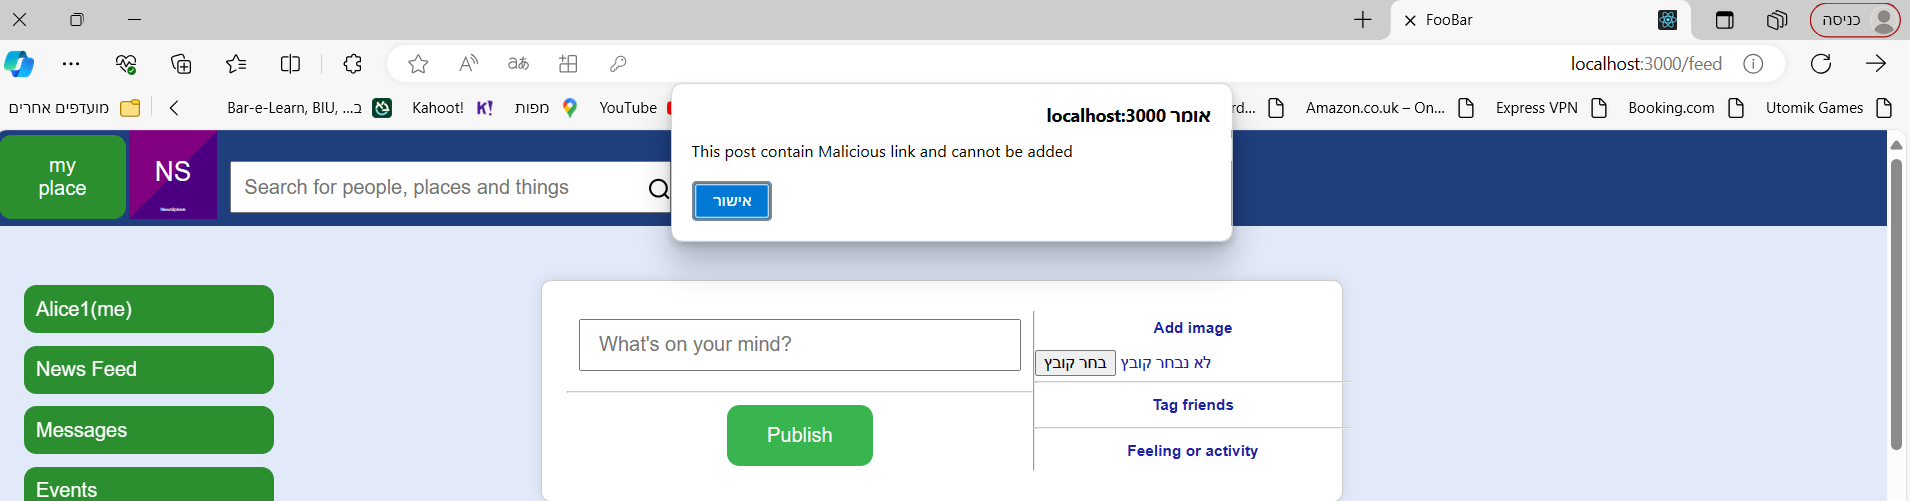 FooBar
כניסה
localhost:3000/feed
מועדפים אחרים
Bar-e-Learn, BIU, ...ב
Kahoot!
מפות
YouTube
rd...
Amazon.co.uk – On...
Express VPN
Booking.com
Utomik Games
localhost:3000 אומר
This post contain Malicious link and cannot be added
אישור
my
place
NS
Search for people, places and things
Alice1(me)
News Feed
Messages
Events
What's on your mind?
Publish
Add image
בחר קובץ לא נבחר קובץ
Tag friends
Feeling or activity